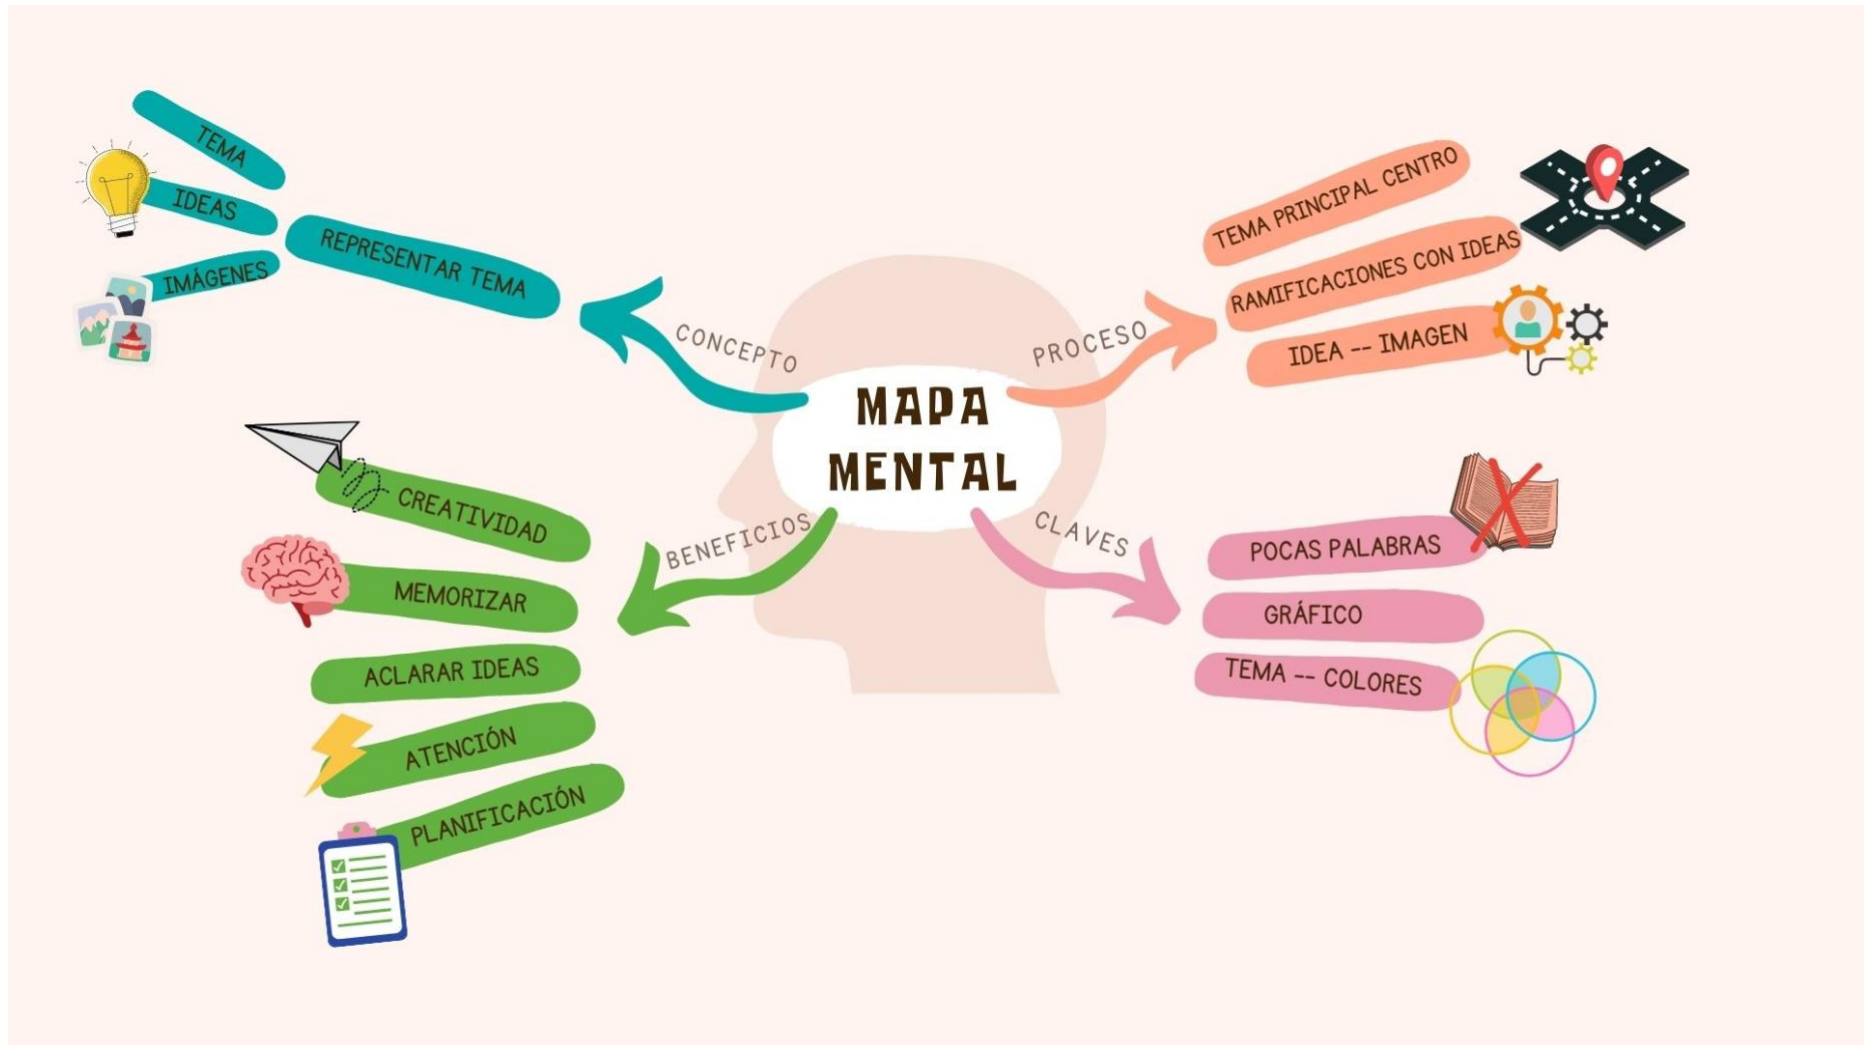 MAPA
MENTAL
CONCEPTO
REPRESENTAR TEMA
TEMA
IDEAS
IMÁGENES
PROCESO
TEMA PRINCIPAL CENTRO
RAMIFICACIONES CON IDEAS
IDEA -- IMAGEN
BENEFICIOS
CREATIVIDAD
MEMORIZAR
ACLARAR IDEAS
ATENCIÓN
PLANIFICACIÓN
CLAVES
POCAS PALABRAS
GRÁFICO
TEMA -- COLORES